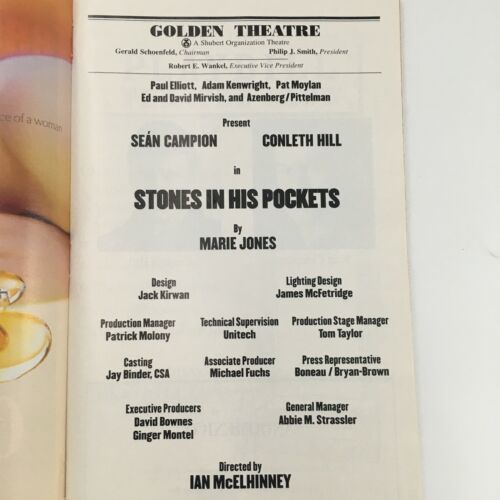 GOLDEN THEATRE
A Shubert Organization Theatre
Gerald Schoenfeld, Chairman Philip J. Smith, President
Robert E. Wankel, Executive Vice President
Paul Elliott, Adam Kenwright, Pat Moylan
Ed and David Mirvish, and Azenberg/Pittelman
Present
SEÁN CAMPION CONLETH HILL
in
STONES IN HIS POCKETS
By
MARIE JONES
Design Lighting Design
Jack Kirwan James McFetridge
Production Manager Technical Supervision Production Stage Manager
Patrick Molony Unitech Tom Taylor
Casting Associate Producer Press Representative
Jay Binder, CSA Michael Fuchs Boneau / Bryan-Brown
Executive Producers General Manager
David Bownes Abbie M. Strassler
Ginger Montel
Directed by
IAN McELHINNEY
ce of a woman